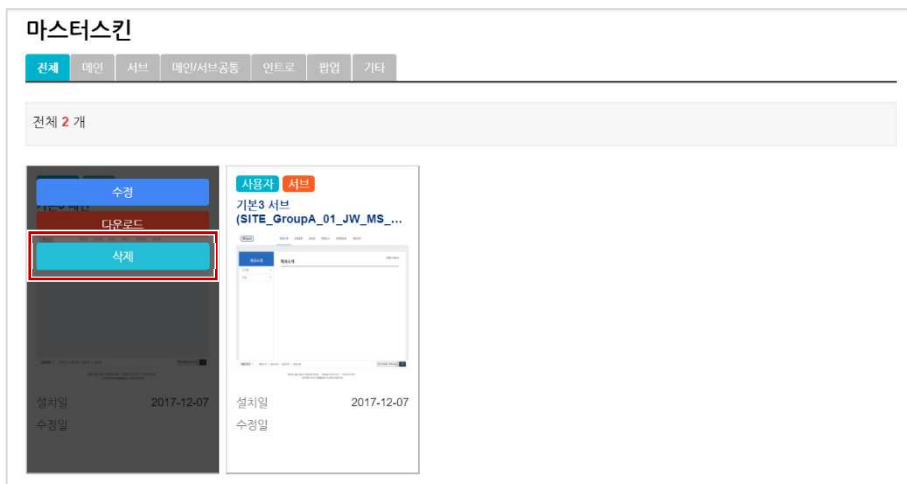 마스터스킨
전체 메인 서브 메인/서브공통 인트로 팝업 기타
전체 2 개
수정
다운로드
삭제
설치일 2017-12-07
수정일
사용자 서브
기본3 서브
(SITE_GroupA_01_JW_MS_...
설치일 2017-12-07
수정일